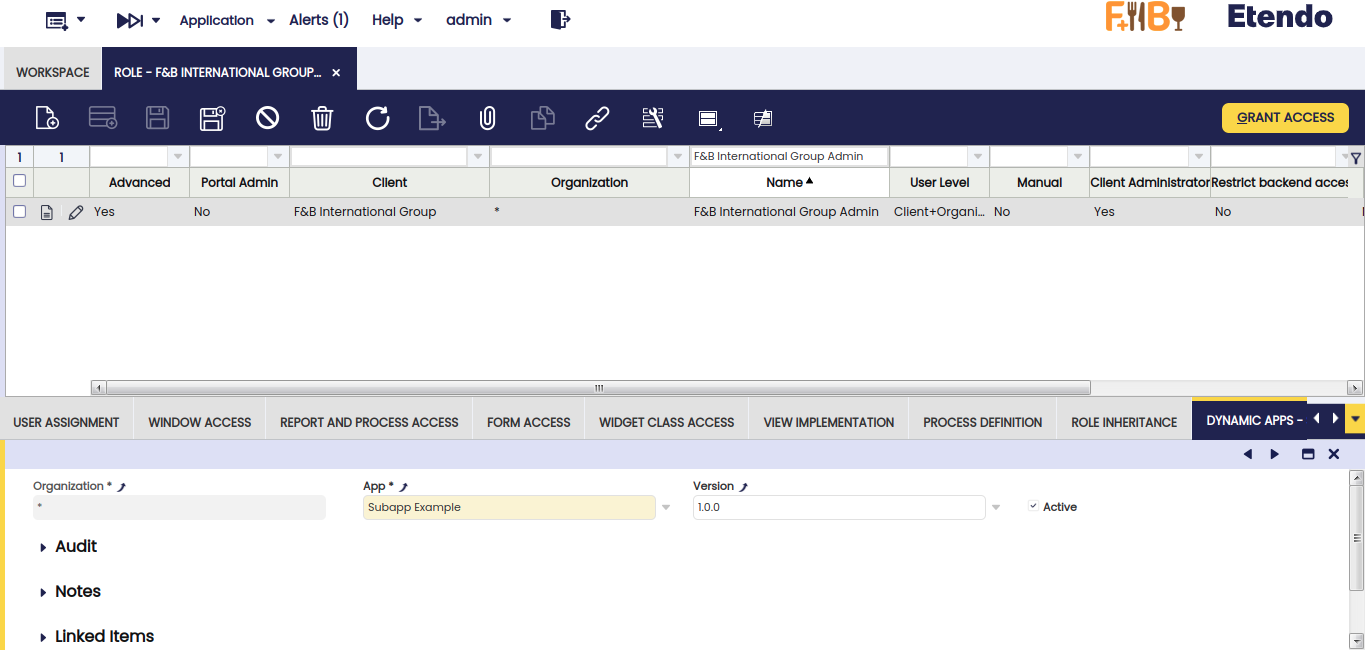 Application Alerts (1) Help admin F+B Etendo
WORKSPACE ROLE - F&B INTERNATIONAL GROUP...
GRANT ACCESS
1 1 F&B International Group Admin
Advanced Portal Admin Client Organization Name User Level Manual Client Administrator Restrict backend acces
Yes No F&B International Group * F&B International Group Admin Client+Organi... No Yes No
USER ASSIGNMENT WINDOW ACCESS REPORT AND PROCESS ACCESS FORM ACCESS WIDGET CLASS ACCESS VIEW IMPLEMENTATION PROCESS DEFINITION ROLE INHERITANCE DYNAMIC APPS -
Organization * App * Version
* Subapp Example 1.0.0 Active
Audit
Notes
Linked Items